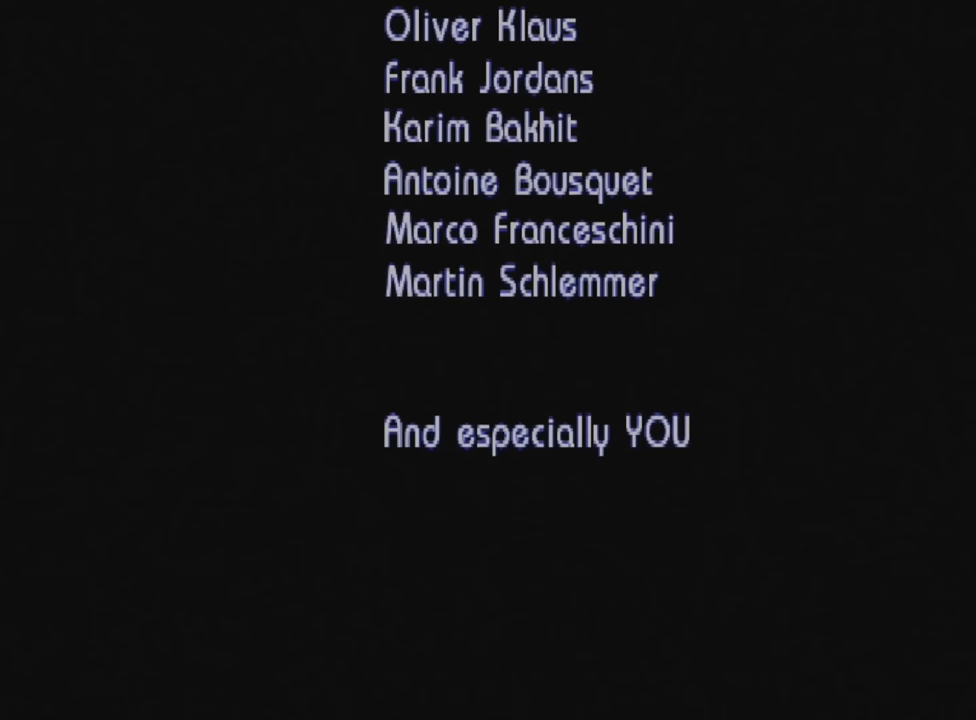 Oliver Klaus
Frank Jordans
Karim Bakhit
Antoine Bousquet
Marco Franceschini
Martin Schlemmer
And especially YOU